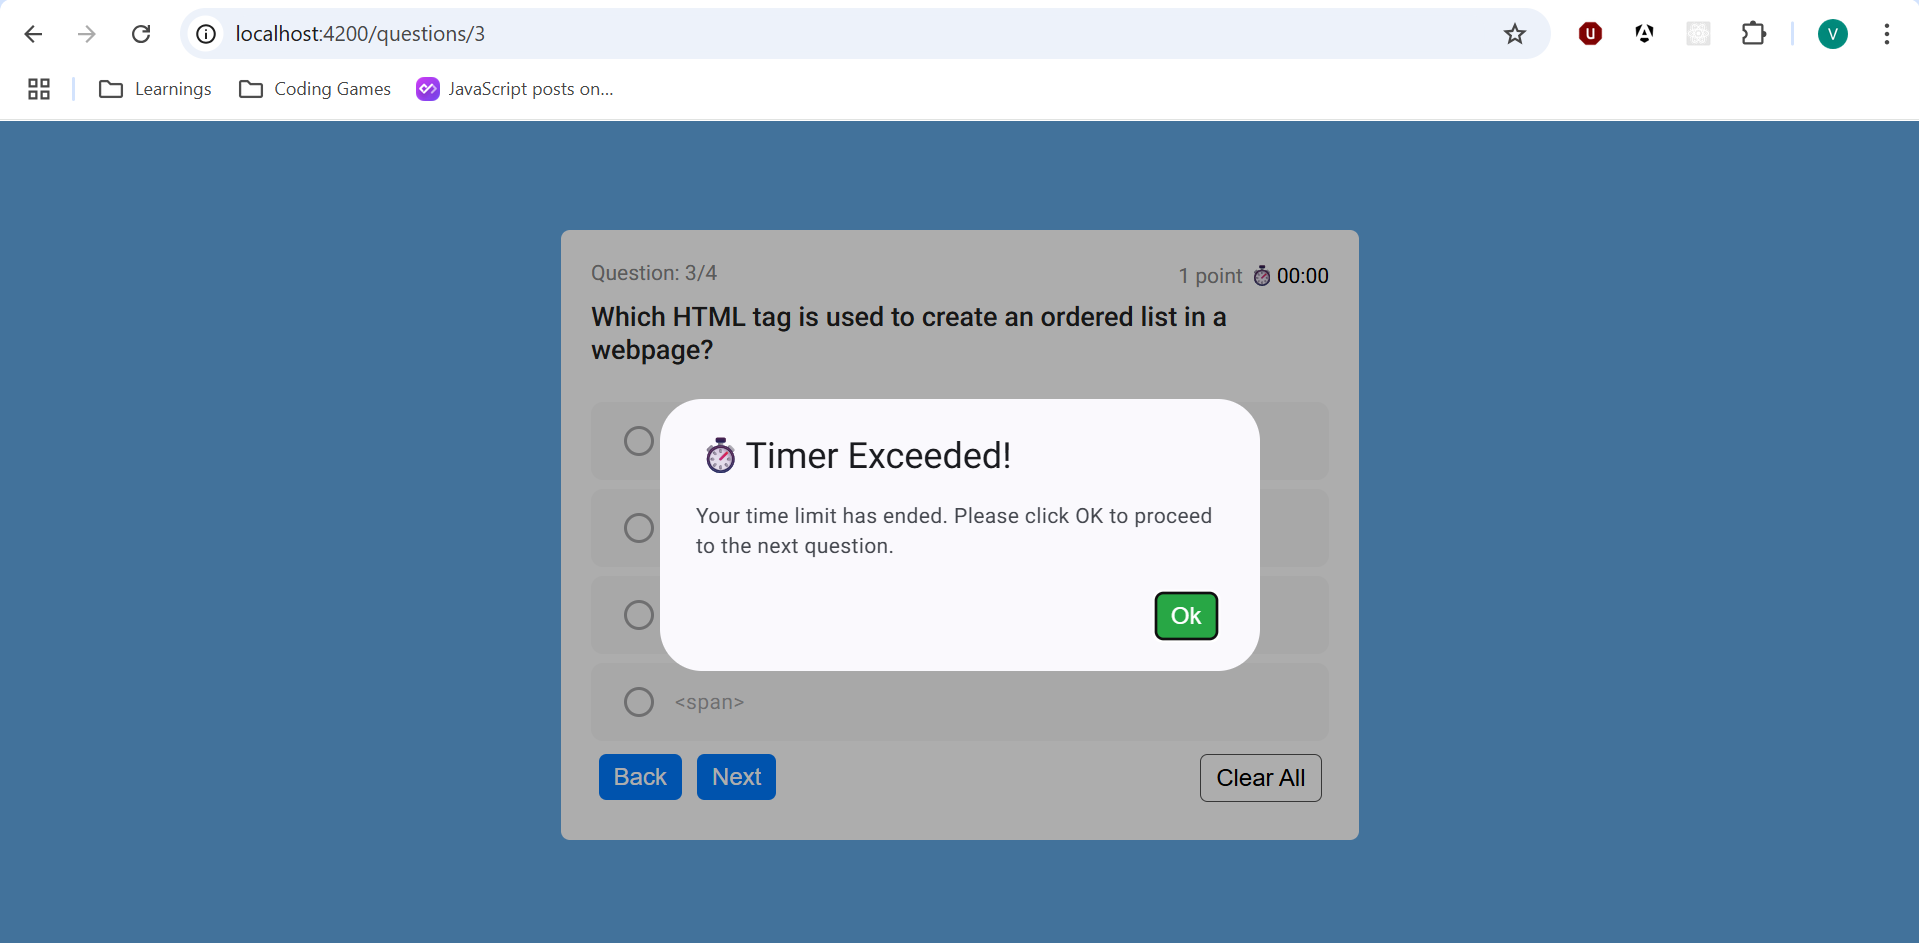 localhost:4200/questions/3
U
V
Learnings
Coding Games
JavaScript posts on...
Question: 3/4
1 point 00:00
Which HTML tag is used to create an ordered list in a
webpage?
Timer Exceeded!
Your time limit has ended. Please click OK to proceed
to the next question.
Ok
<span>
Back
Next
Clear All